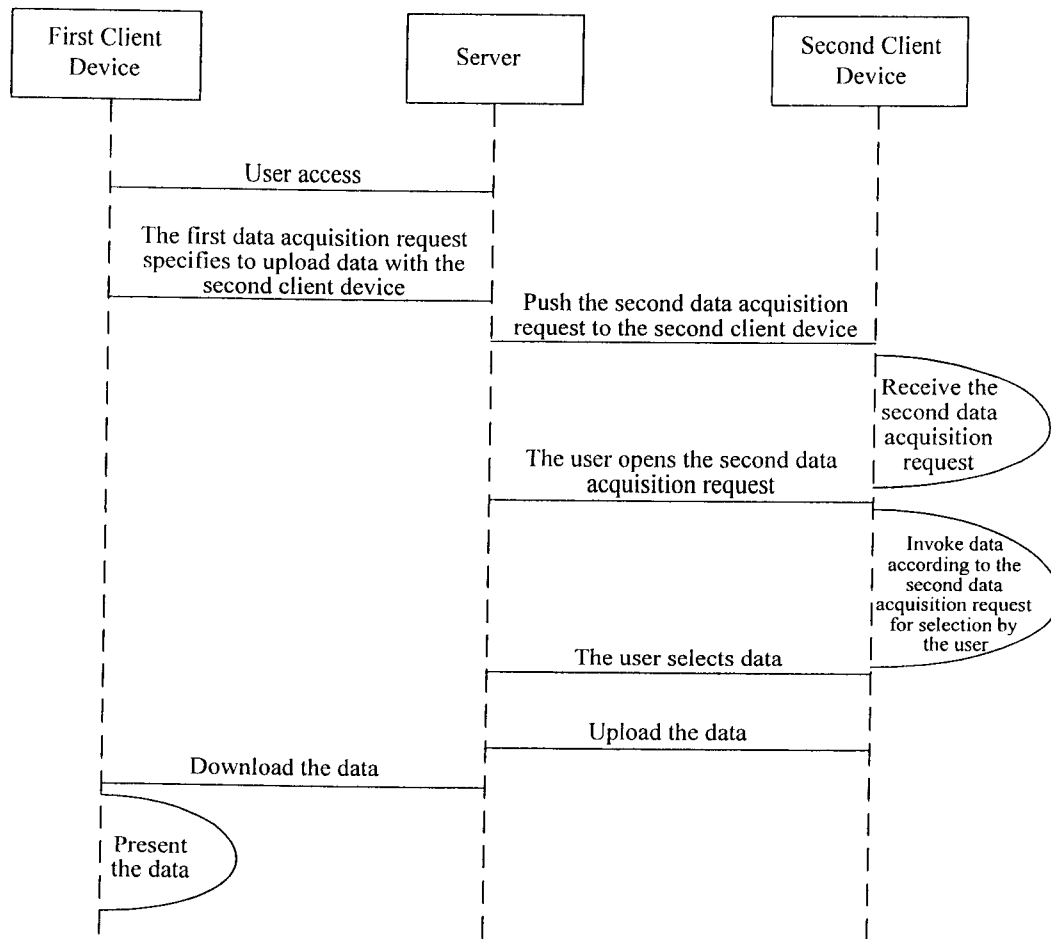 First Client
Device
Server
Second Client
Device
User access
The first data acquisition request
specifies to upload data with the
second client device
Push the second data acquisition
request to the second client device
Receive the
second data
acquisition
request
The user opens the second data
acquisition request
Invoke data
according to the
second data
acquisition request
for selection by
the user
The user selects data
Upload the data
Download the data
Present
the data